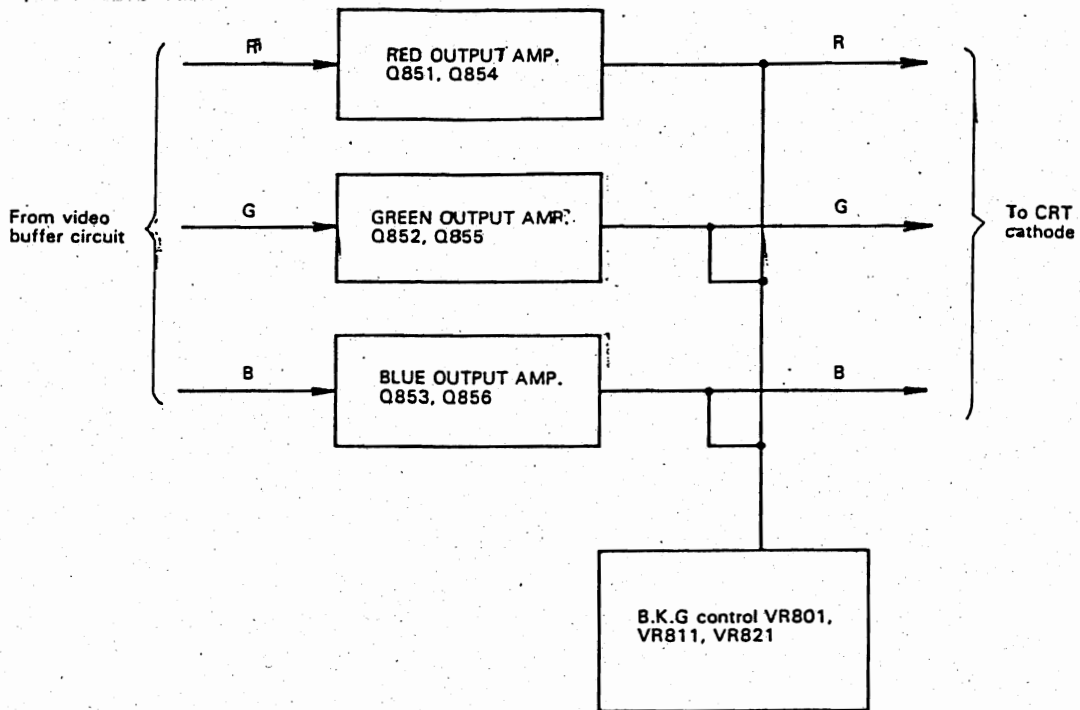 R
RED OUTPUT AMP.
Q851, Q854
R
From video
buffer circuit
G
GREEN OUTPUT AMP.
Q852, Q855
G
To CRT
cathode
B
BLUE OUTPUT AMP.
Q853, Q856
B
B.K.G control VR801,
VR811, VR821